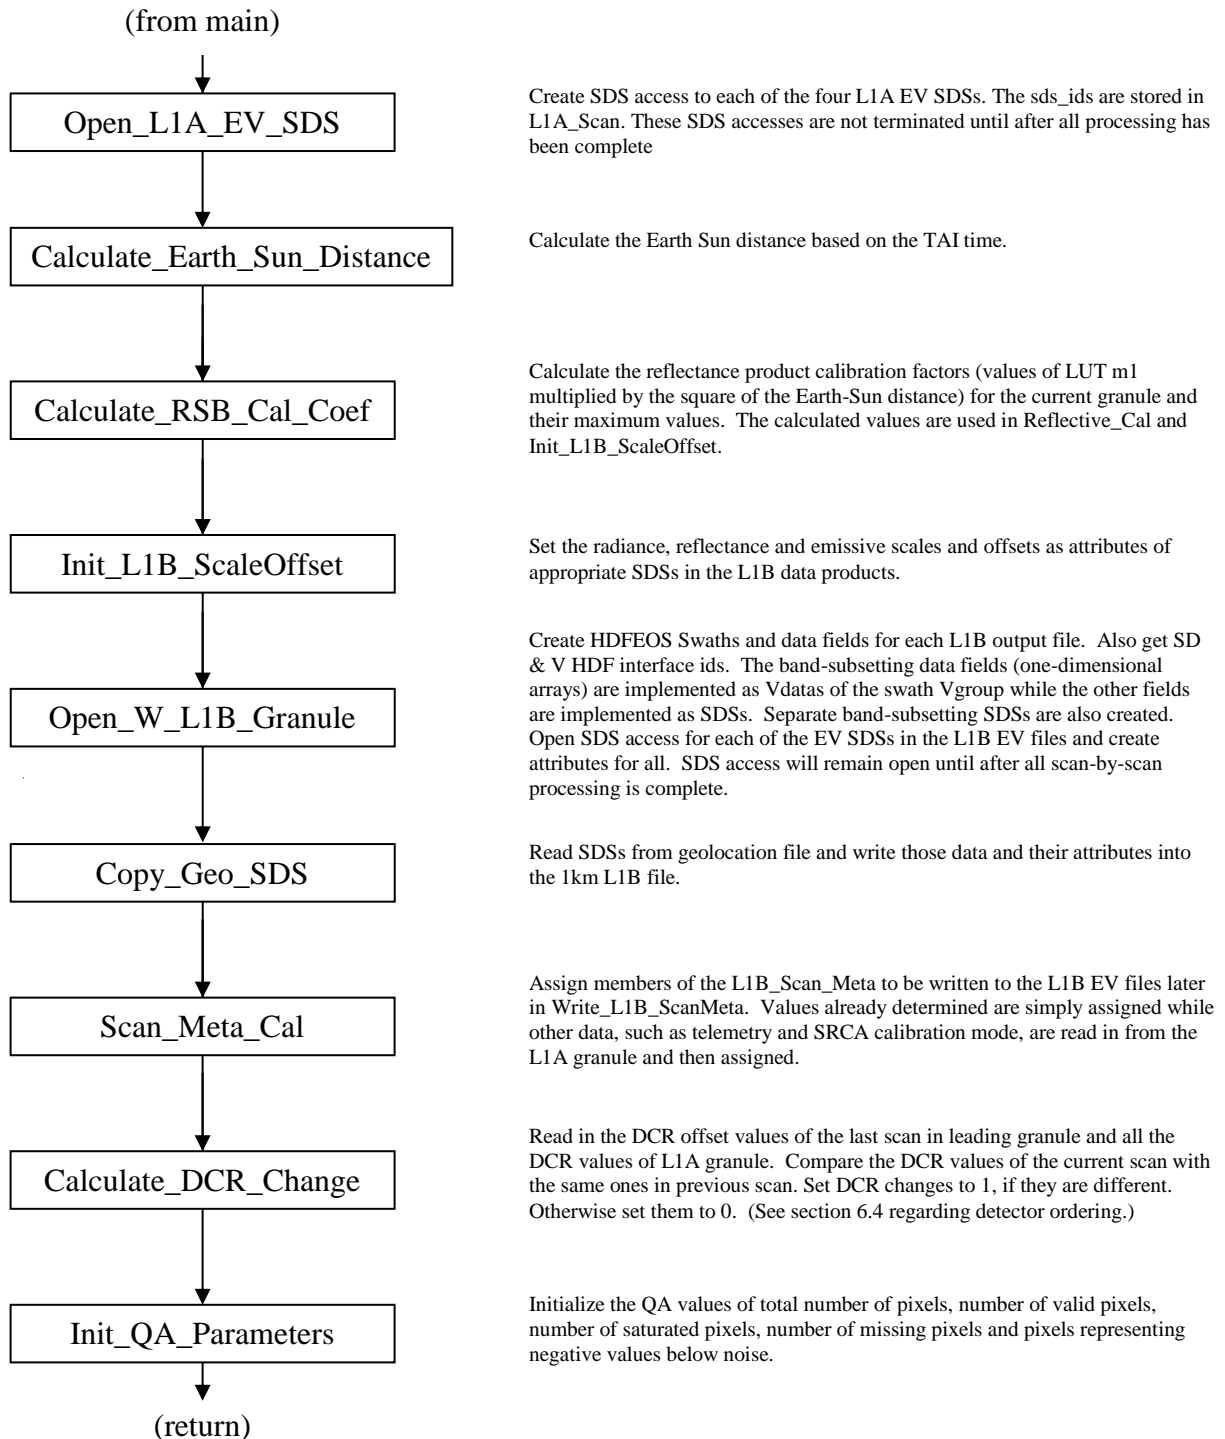 (from main)
Open_L1A_EV_SDS
Create SDS access to each of the four L1A EV SDSs. The sds_ids are stored in
L1A_Scan. These SDS accesses are not terminated until after all processing has
been complete
Calculate_Earth_Sun_Distance
Calculate the Earth Sun distance based on the TAI time.
Calculate_RSB_Cal_Coef
Calculate the reflectance product calibration factors (values of LUT m1
multiplied by the square of the Earth-Sun distance) for the current granule and
their maximum values.  The calculated values are used in Reflective_Cal and
Init_L1B_ScaleOffset.
Init_L1B_ScaleOffset
Set the radiance, reflectance and emissive scales and offsets as attributes of
appropriate SDSs in the L1B data products.
Open_W_L1B_Granule
Create HDFEOS Swaths and data fields for each L1B output file.  Also get SD
& V HDF interface ids.  The band-subsetting data fields (one-dimensional
arrays) are implemented as Vdatas of the swath Vgroup while the other fields
are implemented as SDSs.  Separate band-subsetting SDSs are also created.
Open SDS access for each of the EV SDSs in the L1B EV files and create
attributes for all.  SDS access will remain open until after all scan-by-scan
processing is complete.
Copy_Geo_SDS
Read SDSs from geolocation file and write those data and their attributes into
the 1km L1B file.
Scan_Meta_Cal
Assign members of the L1B_Scan_Meta to be written to the L1B EV files later
in Write_L1B_ScanMeta.  Values already determined are simply assigned while
other data, such as telemetry and SRCA calibration mode, are read in from the
L1A granule and then assigned.
Calculate_DCR_Change
Read in the DCR offset values of the last scan in leading granule and all the
DCR values of L1A granule.  Compare the DCR values of the current scan with
the same ones in previous scan. Set DCR changes to 1, if they are different.
Otherwise set them to 0.  (See section 6.4 regarding detector ordering.)
Init_QA_Parameters
Initialize the QA values of total number of pixels, number of valid pixels,
number of saturated pixels, number of missing pixels and pixels representing
negative values below noise.
(return)